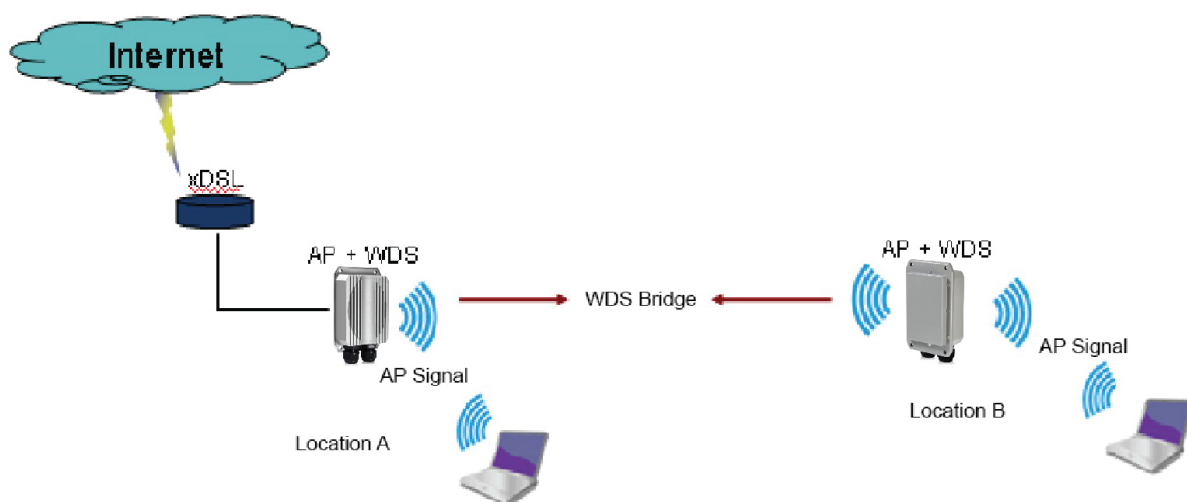 Internet
xDSL
AP + WDS
AP + WDS
WDS Bridge
AP Signal
AP Signal
Location A
Location B